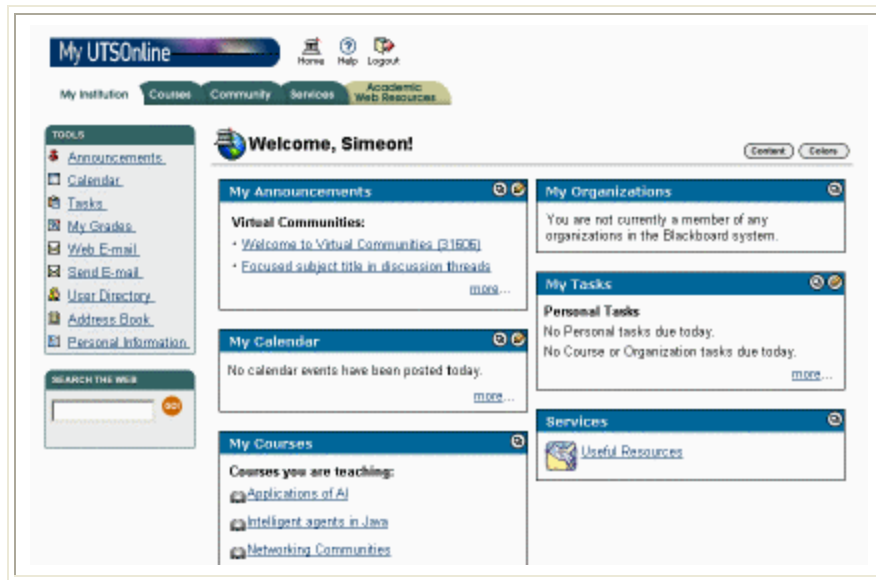 My UTSOnline
Home Help Logout
My Institution Courses Community Services Academic Web Resources
TOOLS
Announcements
Calendar
Tasks
My Grades
Web E-mail
Send E-mail
User Directory
Address Book
Personal Information
SEARCH THE WEB
GO!
Welcome, Simeon!
Content Colors
My Announcements
Virtual Communities:
· Welcome to Virtual Communities (31606)
· Focused subject title in discussion threads
more...
My Calendar
No calendar events have been posted today.
more...
My Courses
Courses you are teaching:
Applications of AI
Intelligent agents in Java
Networking Communities
My Organizations
You are not currently a member of any
organizations in the Blackboard system.
My Tasks
Personal Tasks
No Personal tasks due today.
No Course or Organization tasks due today.
more...
Services
Useful Resources